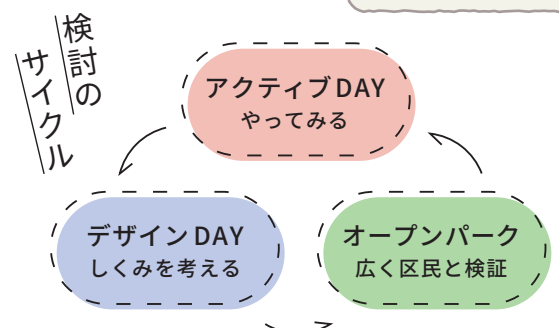 検討の
サイクル
アクティブDAY
やってみる
デザインDAY
しくみを考える
オープンパーク
広く区民と検証